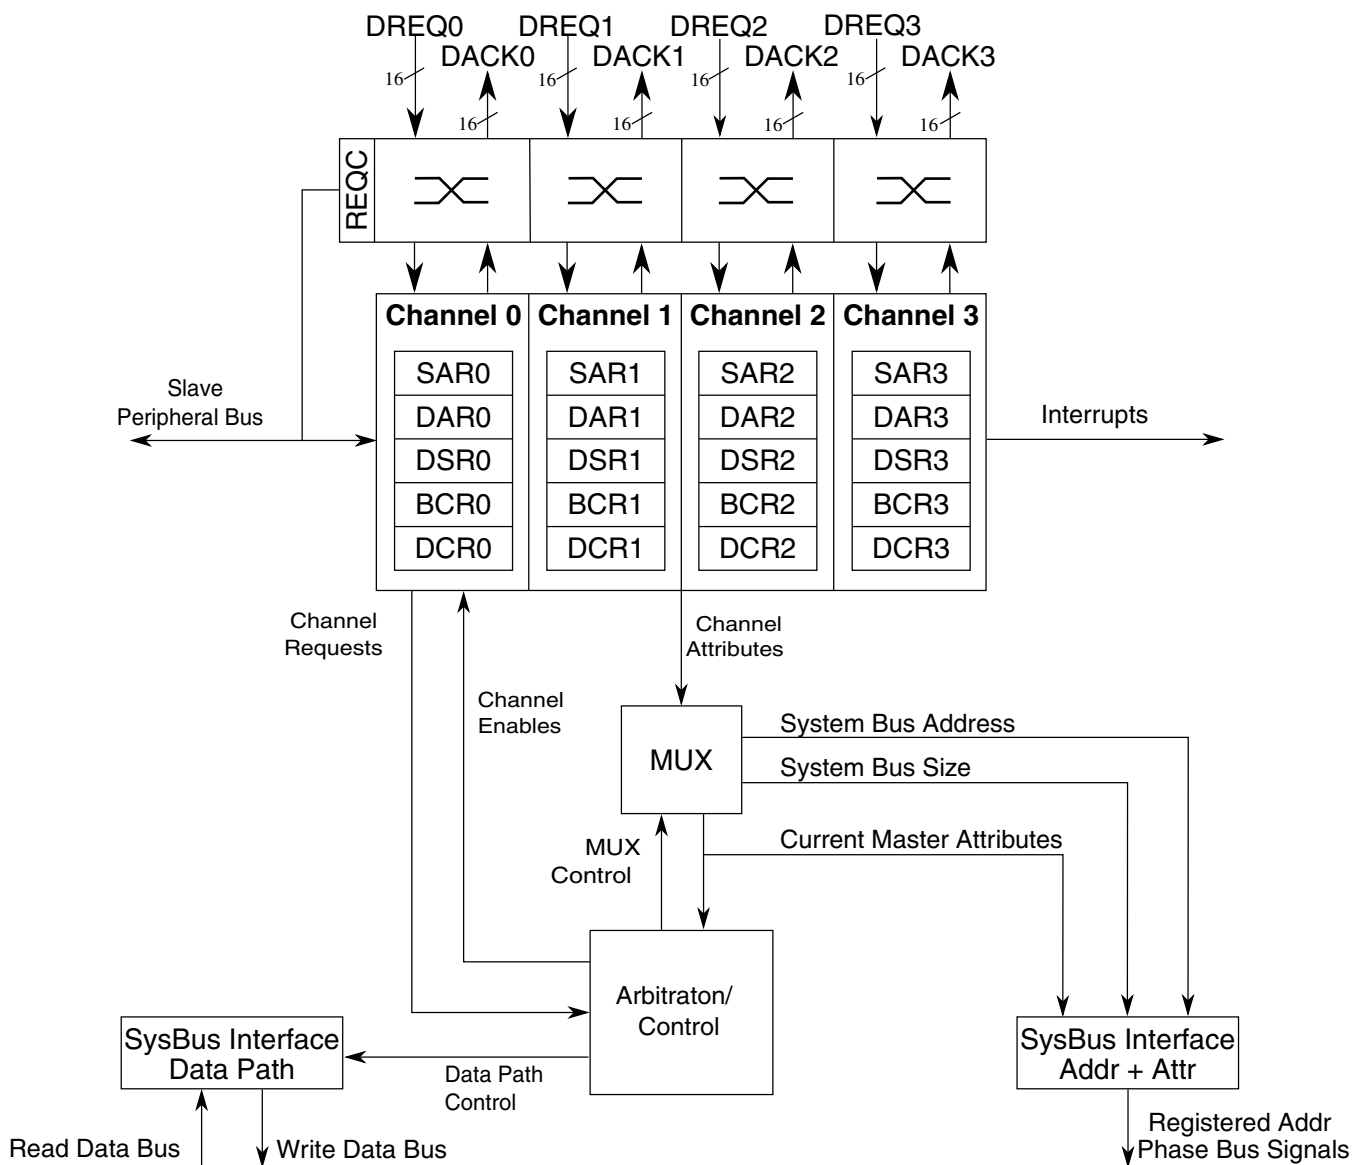 DREQ0 DREQ1 DREQ2 DREQ3
DACK0 DACK1 DACK2 DACK3
16 16 16 16
16 16 16 16
REQC
Channel 0 Channel 1 Channel 2 Channel 3
SAR0 SAR1 SAR2 SAR3
DAR0 DAR1 DAR2 DAR3
DSR0 DSR1 DSR2 DSR3
BCR0 BCR1 BCR2 BCR3
DCR0 DCR1 DCR2 DCR3
Slave
Peripheral Bus
Interrupts
Channel
Requests
Channel
Attributes
Channel
Enables
MUX
System Bus Address
System Bus Size
Current Master Attributes
MUX
Control
Arbitraton/
Control
SysBus Interface
Data Path
Data Path
Control
SysBus Interface
Addr + Attr
Read Data Bus
Write Data Bus
Registered Addr
Phase Bus Signals